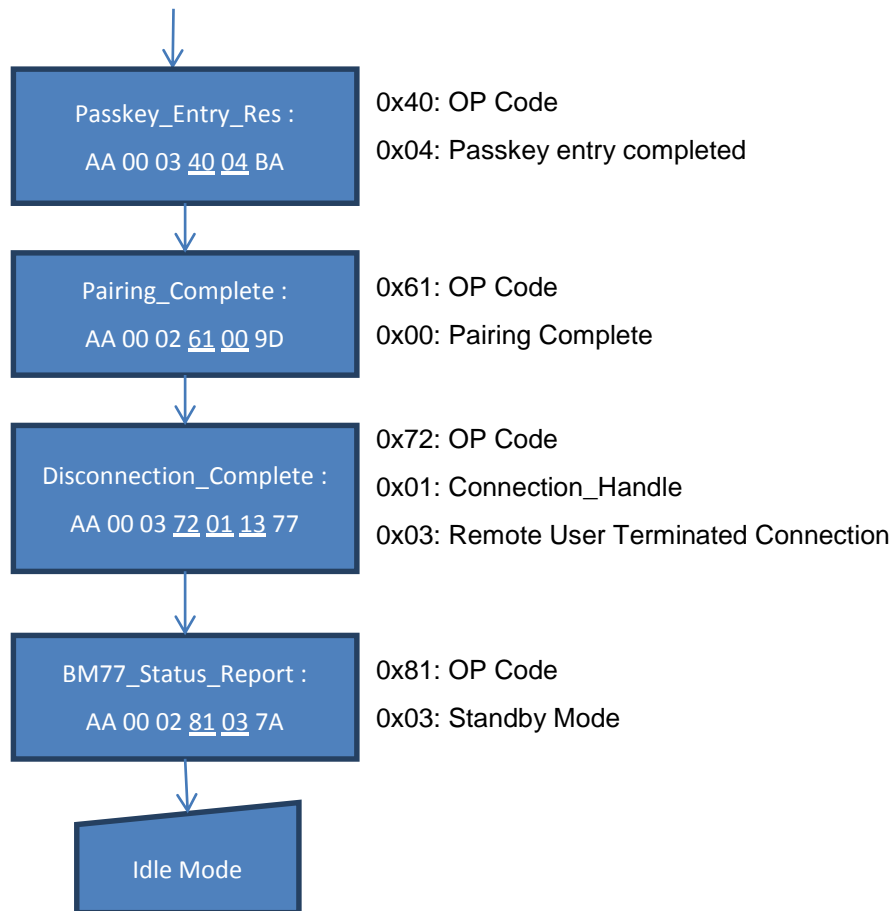 Passkey_Entry_Res :
AA 00 03 40 04 BA
0x40: OP Code
0x04: Passkey entry completed
Pairing_Complete :
AA 00 02 61 00 9D
0x61: OP Code
0x00: Pairing Complete
Disconnection_Complete :
AA 00 03 72 01 13 77
0x72: OP Code
0x01: Connection_Handle
0x03: Remote User Terminated Connection
BM77_Status_Report :
AA 00 02 81 03 7A
0x81: OP Code
0x03: Standby Mode
Idle Mode